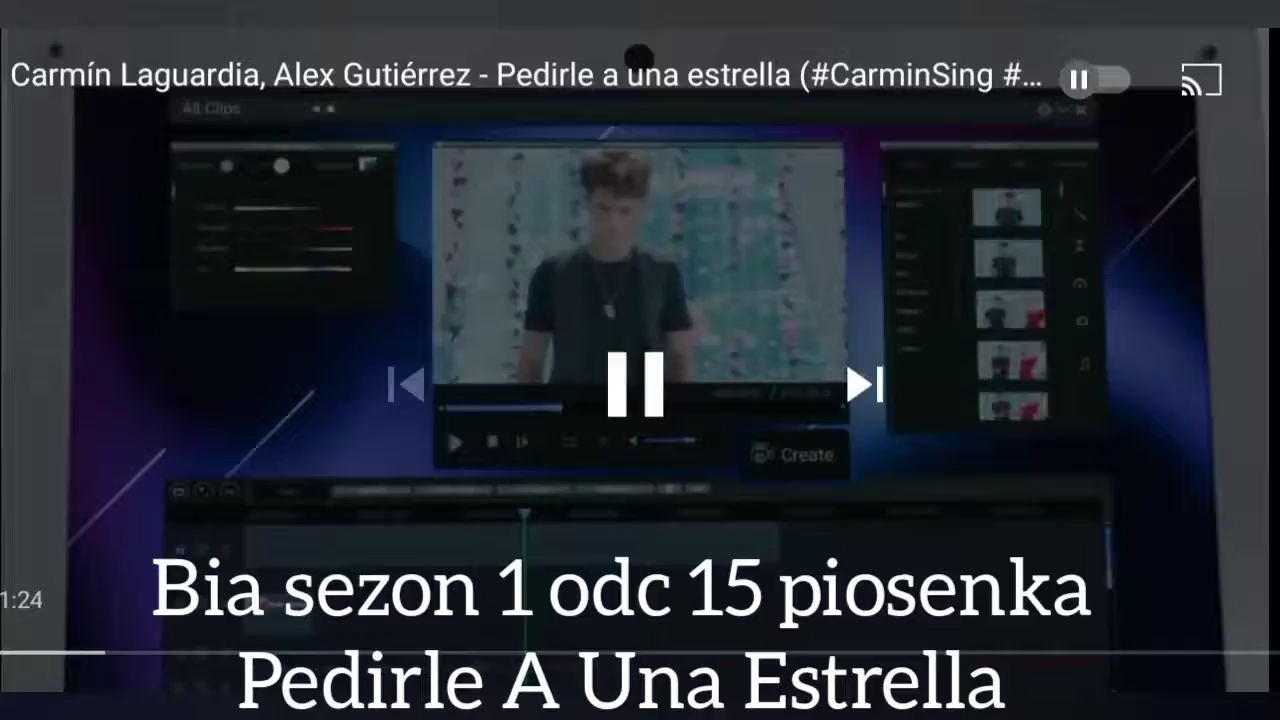 Carmín Laguardia, Alex Gutiérrez - Pedirle a una estrella (#CarminSing #...
All Clips
Create
1:24
Bia sezon 1 odc 15 piosenka
Pedirle A Una Estrella